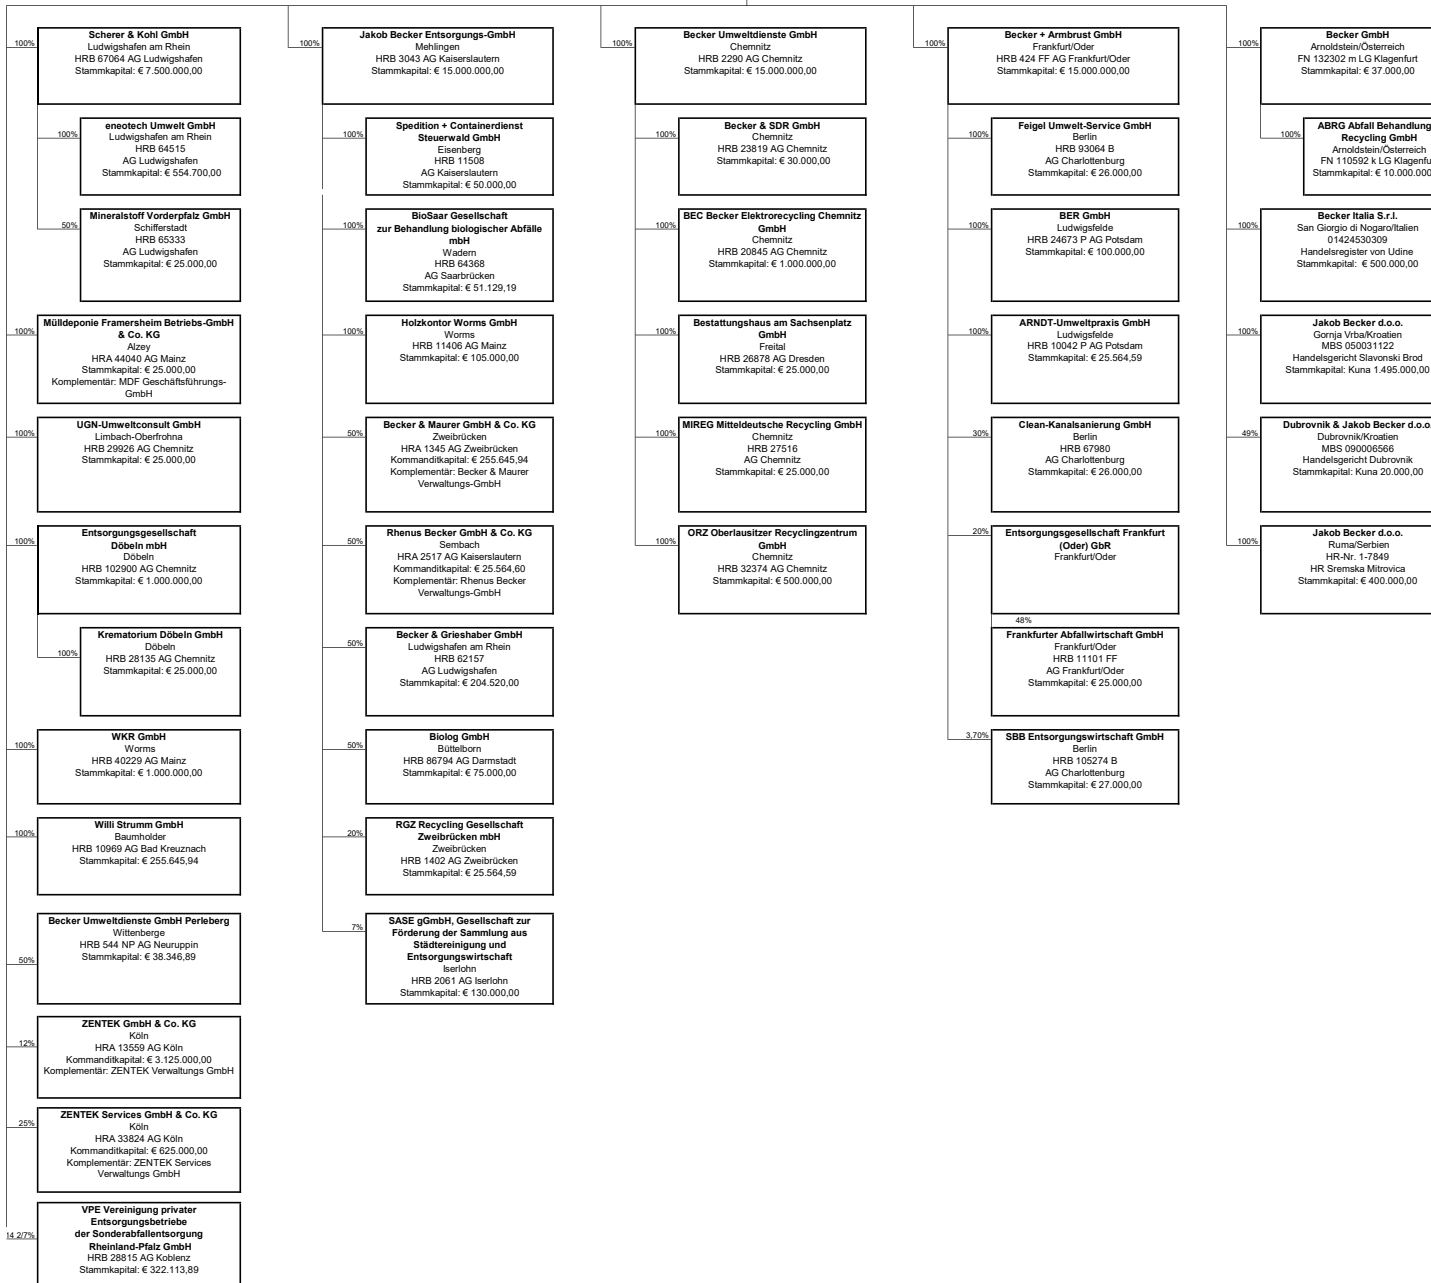 100%
Scherer & Kohl GmbH
Ludwigshafen am Rhein
HRB 67064 AG Ludwigshafen
Stammkapital: € 7.500.000,00
100%
eneotech Umwelt GmbH
Ludwigshafen am Rhein
HRB 64515
AG Ludwigshafen
Stammkapital: € 554.700,00
50%
Mineralstoff Vorderpfalz GmbH
Schifferstadt
HRB 65333
AG Ludwigshafen
Stammkapital: € 25.000,00
100%
Mülldeponie Framersheim Betriebs-GmbH
& Co. KG
Alzey
HRA 44040 AG Mainz
Stammkapital: € 25.000,00
Komplementär: MDF Geschäftsführungs-
GmbH
100%
UGN-Umweltconsult GmbH
Limbach-Oberfrohna
HRB 29926 AG Chemnitz
Stammkapital: € 25.000,00
100%
Entsorgungsgesellschaft
Döbeln mbH
Döbeln
HRB 102900 AG Chemnitz
Stammkapital: € 1.000.000,00
100%
Krematorium Döbeln GmbH
Döbeln
HRB 28135 AG Chemnitz
Stammkapital: € 25.000,00
100%
WKR GmbH
Worms
HRB 40229 AG Mainz
Stammkapital: € 1.000.000,00
100%
Willi Strumm GmbH
Baumholder
HRB 10969 AG Bad Kreuznach
Stammkapital: € 255.645,94
50%
Becker Umweltdienste GmbH Perleberg
Wittenberge
HRB 544 NP AG Neuruppin
Stammkapital: € 38.346,89
12%
ZENTEK GmbH & Co. KG
Köln
HRA 13559 AG Köln
Kommanditkapital: € 3.125.000,00
Komplementär: ZENTEK Verwaltungs GmbH
25%
ZENTEK Services GmbH & Co. KG
Köln
HRA 33824 AG Köln
Kommanditkapital: € 625.000,00
Komplementär: ZENTEK Services
Verwaltungs GmbH
14 2/7%
VPE Vereinigung privater
Entsorgungsbetriebe
der Sonderabfallentsorgung
Rheinland-Pfalz GmbH
HRB 28815 AG Koblenz
Stammkapital: € 322.113,89
100%
Jakob Becker Entsorgungs-GmbH
Mehlingen
HRB 3043 AG Kaiserslautern
Stammkapital: € 15.000.000,00
100%
Spedition + Containerdienst
Steuerwald GmbH
Eisenberg
HRB 11508
AG Kaiserslautern
Stammkapital: € 50.000,00
100%
BioSaar Gesellschaft
zur Behandlung biologischer Abfälle
mbH
Wadern
HRB 64368
AG Saarbrücken
Stammkapital: € 51.129,19
100%
Holzkontor Worms GmbH
Worms
HRB 11406 AG Mainz
Stammkapital: € 105.000,00
50%
Becker & Maurer GmbH & Co. KG
Zweibrücken
HRA 1345 AG Zweibrücken
Kommanditkapital: € 255.645,94
Komplementär: Becker & Maurer
Verwaltungs-GmbH
50%
Rhenus Becker GmbH & Co. KG
Sembach
HRA 2517 AG Kaiserslautern
Kommanditkapital: € 25.564,60
Komplementär: Rhenus Becker
Verwaltungs-GmbH
50%
Becker & Grieshaber GmbH
Ludwigshafen am Rhein
HRB 62157
AG Ludwigshafen
Stammkapital: € 204.520,00
50%
Biolog GmbH
Büttelborn
HRB 86794 AG Darmstadt
Stammkapital: € 75.000,00
20%
RGZ Recycling Gesellschaft
Zweibrücken mbH
Zweibrücken
HRB 1402 AG Zweibrücken
Stammkapital: € 25.564,59
7%
SASE gGmbH, Gesellschaft zur
Förderung der Sammlung aus
Städtereinigung und
Entsorgungswirtschaft
Iserlohn
HRB 2061 AG Iserlohn
Stammkapital: € 130.000,00
100%
Becker Umweltdienste GmbH
Chemnitz
HRB 2290 AG Chemnitz
Stammkapital: € 15.000.000,00
100%
Becker & SDR GmbH
Chemnitz
HRB 23819 AG Chemnitz
Stammkapital: € 30.000,00
100%
BEC Becker Elektrorecycling Chemnitz
GmbH
Chemnitz
HRB 20845 AG Chemnitz
Stammkapital: € 1.000.000,00
100%
Bestattungshaus am Sachsenplatz
GmbH
Freital
HRB 26878 AG Dresden
Stammkapital: € 25.000,00
100%
MIREG Mitteldeutsche Recycling GmbH
Chemnitz
HRB 27516
AG Chemnitz
Stammkapital: € 25.000,00
100%
ORZ Oberlausitzer Recyclingzentrum
GmbH
Chemnitz
HRB 32374 AG Chemnitz
Stammkapital: € 500.000,00
100%
Becker + Armbrust GmbH
Frankfurt/Oder
HRB 424 FF AG Frankfurt/Oder
Stammkapital: € 15.000.000,00
100%
Feigel Umwelt-Service GmbH
Berlin
HRB 93064 B
AG Charlottenburg
Stammkapital: € 26.000,00
100%
BER GmbH
Ludwigsfelde
HRB 24673 P AG Potsdam
Stammkapital: € 100.000,00
100%
ARNDT-Umweltpraxis GmbH
Ludwigsfelde
HRB 10042 P AG Potsdam
Stammkapital: € 25.564,59
30%
Clean-Kanalsanierung GmbH
Berlin
HRB 67980
AG Charlottenburg
Stammkapital: € 26.000,00
20%
Entsorgungsgesellschaft Frankfurt
(Oder) GbR
Frankfurt/Oder
48%
Frankfurter Abfallwirtschaft GmbH
Frankfurt/Oder
HRB 11101 FF
AG Frankfurt/Oder
Stammkapital: € 25.000,00
3,70%
SBB Entsorgungswirtschaft GmbH
Berlin
HRB 105274 B
AG Charlottenburg
Stammkapital: € 27.000,00
100%
Becker GmbH
Arnoldstein/Österreich
FN 132302 m LG Klagenfurt
Stammkapital: € 37.000,00
100%
ABRG Abfall Behandlung
Recycling GmbH
Arnoldstein/Österreich
FN 110592 k LG Klagenfu
Stammkapital: € 10.000.000
100%
Becker Italia S.r.l.
San Giorgio di Nogaro/Italien
01424530309
Handelsregister von Udine
Stammkapital: € 500.000,00
100%
Jakob Becker d.o.o.
Gornja Vrba/Kroatien
MBS 050031122
Handelsgericht Slavonski Brod
Stammkapital: Kuna 1.495.000,00
49%
Dubrovnik & Jakob Becker d.o.o.
Dubrovnik/Kroatien
MBS 090006566
Handelsgericht Dubrovnik
Stammkapital: Kuna 20.000,00
100%
Jakob Becker d.o.o.
Ruma/Serbien
HR-Nr. 1-7849
HR Sremska Mitrovica
Stammkapital: € 400.000,00